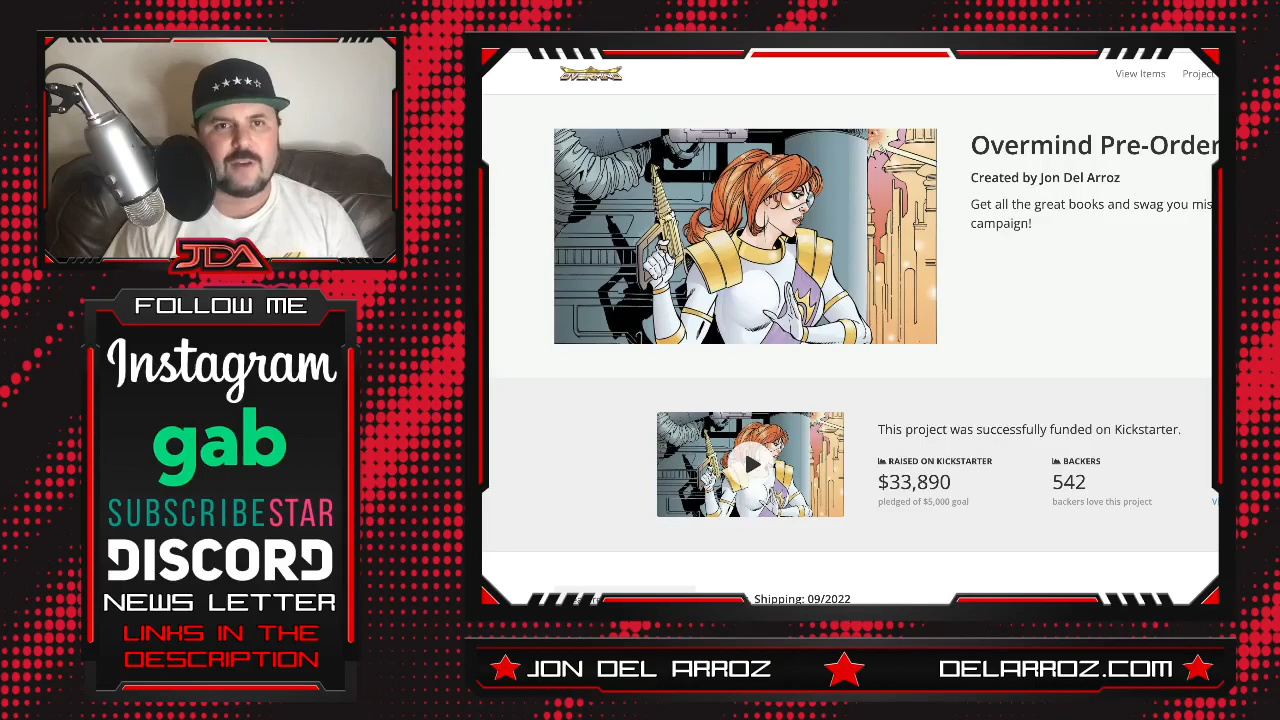 JDA
FOLLOW ME
Instagram
gab
SUBSCRIBESTAR
DISCORD
NEWS LETTER
LINKS IN THE
DESCRIPTION
OVERMIND
View Items
Project
Overmind Pre-Order
Created by Jon Del Arroz
Get all the great books and swag you mis
campaign!
This project was successfully funded on Kickstarter.
RAISED ON KICKSTARTER
$33,890
pledged of $5,000 goal
BACKERS
542
backers love this project
Shipping: 09/2022
JON DEL ARROZ
DELARROZ.COM